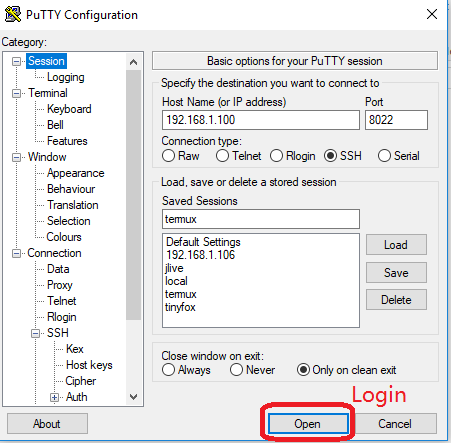 PuTTY Configuration
Category:
Session
Logging
Terminal
Keyboard
Bell
Features
Window
Appearance
Behaviour
Translation
Selection
Colours
Connection
Data
Proxy
Telnet
Rlogin
SSH
Kex
Host keys
Cipher
Auth
Basic options for your PuTTY session
Specify the destination you want to connect to
Host Name (or IP address) Port
192.168.1.100 8022
Connection type:
Raw Telnet Rlogin SSH Serial
Load, save or delete a stored session
Saved Sessions
termux
Default Settings
192.168.1.106
jlive
local
termux
tinyfox
Load
Save
Delete
Close window on exit:
Always Never Only on clean exit
Login
About Open Cancel